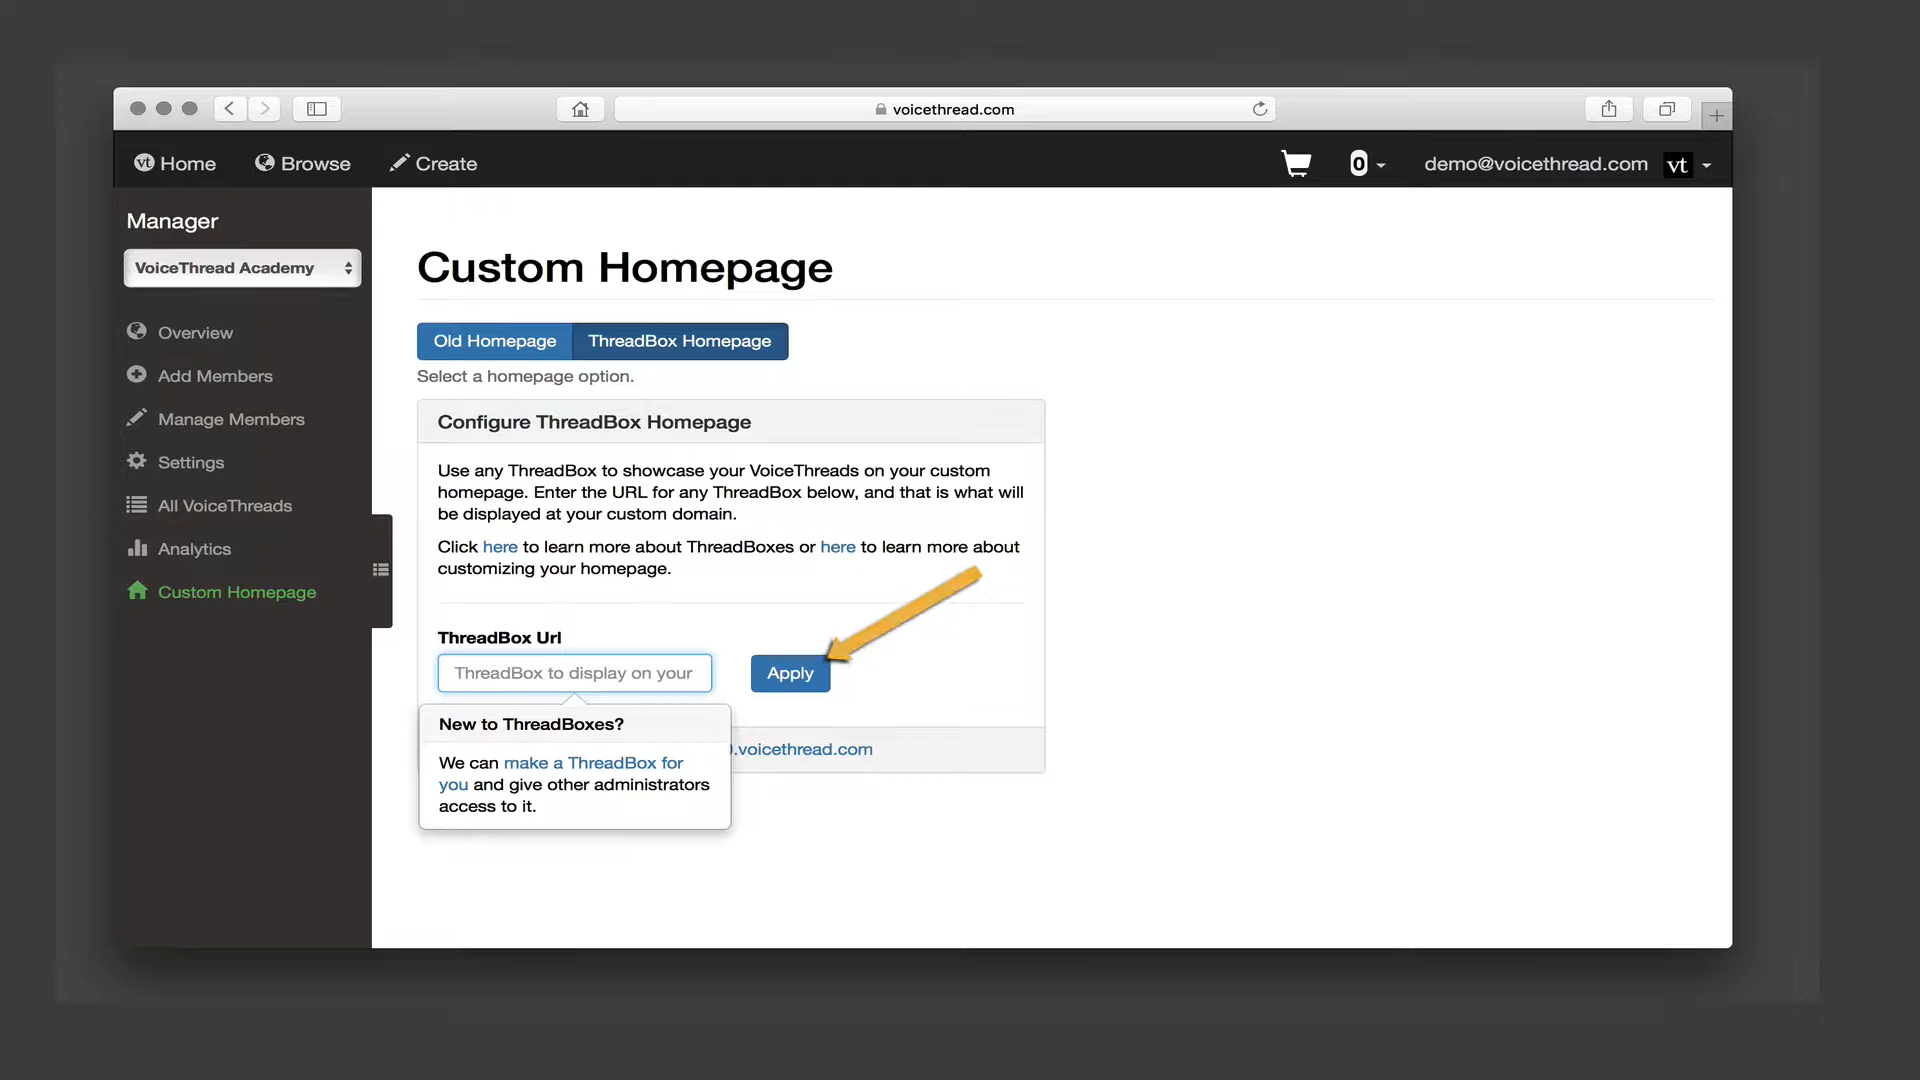 voicethread.com
Home Browse Create 0 demo@voicethread.com vt
Manager
VoiceThread Academy
Overview
Add Members
Manage Members
Settings
All VoiceThreads
Analytics
Custom Homepage
Custom Homepage
Old Homepage ThreadBox Homepage
Select a homepage option.
Configure ThreadBox Homepage
Use any ThreadBox to showcase your VoiceThreads on your custom
homepage. Enter the URL for any ThreadBox below, and that is what will
be displayed at your custom domain.
Click here to learn more about ThreadBoxes or here to learn more about
customizing your homepage.
ThreadBox Url
ThreadBox to display on your
Apply
New to ThreadBoxes?
We can make a ThreadBox for
you and give other administrators
access to it.
.voicethread.com